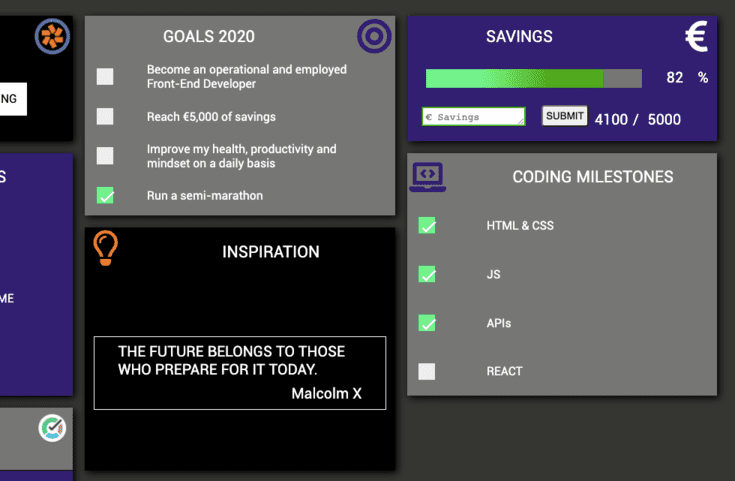 NG
S
ME
GOALS 2020
Become an operational and employed
Front-End Developer
Reach €5,000 of savings
Improve my health, productivity and
mindset on a daily basis
Run a semi-marathon
INSPIRATION
THE FUTURE BELONGS TO THOSE
WHO PREPARE FOR IT TODAY.
Malcolm X
SAVINGS
€
82 %
€ Savings
SUBMIT
4100 / 5000
CODING MILESTONES
HTML & CSS
JS
APIs
REACT